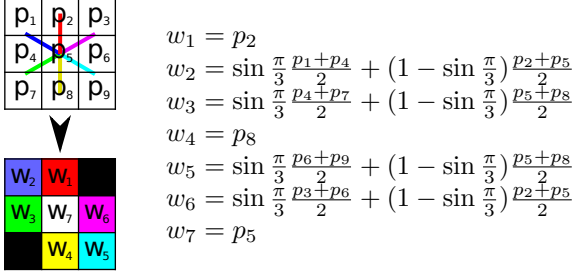 p₁ p₂ p₃
p₄ p₅ p₆
p₇ p₈ p₉
w₂ w₁
w₃ w₇ w₆
w₄ w₅
w₁ = p₂
w₂ = sin π/3 (p₁+p₄)/2 + (1 − sin π/3) (p₂+p₅)/2
w₃ = sin π/3 (p₄+p₇)/2 + (1 − sin π/3) (p₅+p₈)/2
w₄ = p₈
w₅ = sin π/3 (p₆+p₉)/2 + (1 − sin π/3) (p₅+p₈)/2
w₆ = sin π/3 (p₃+p₆)/2 + (1 − sin π/3) (p₂+p₅)/2
w₇ = p₅